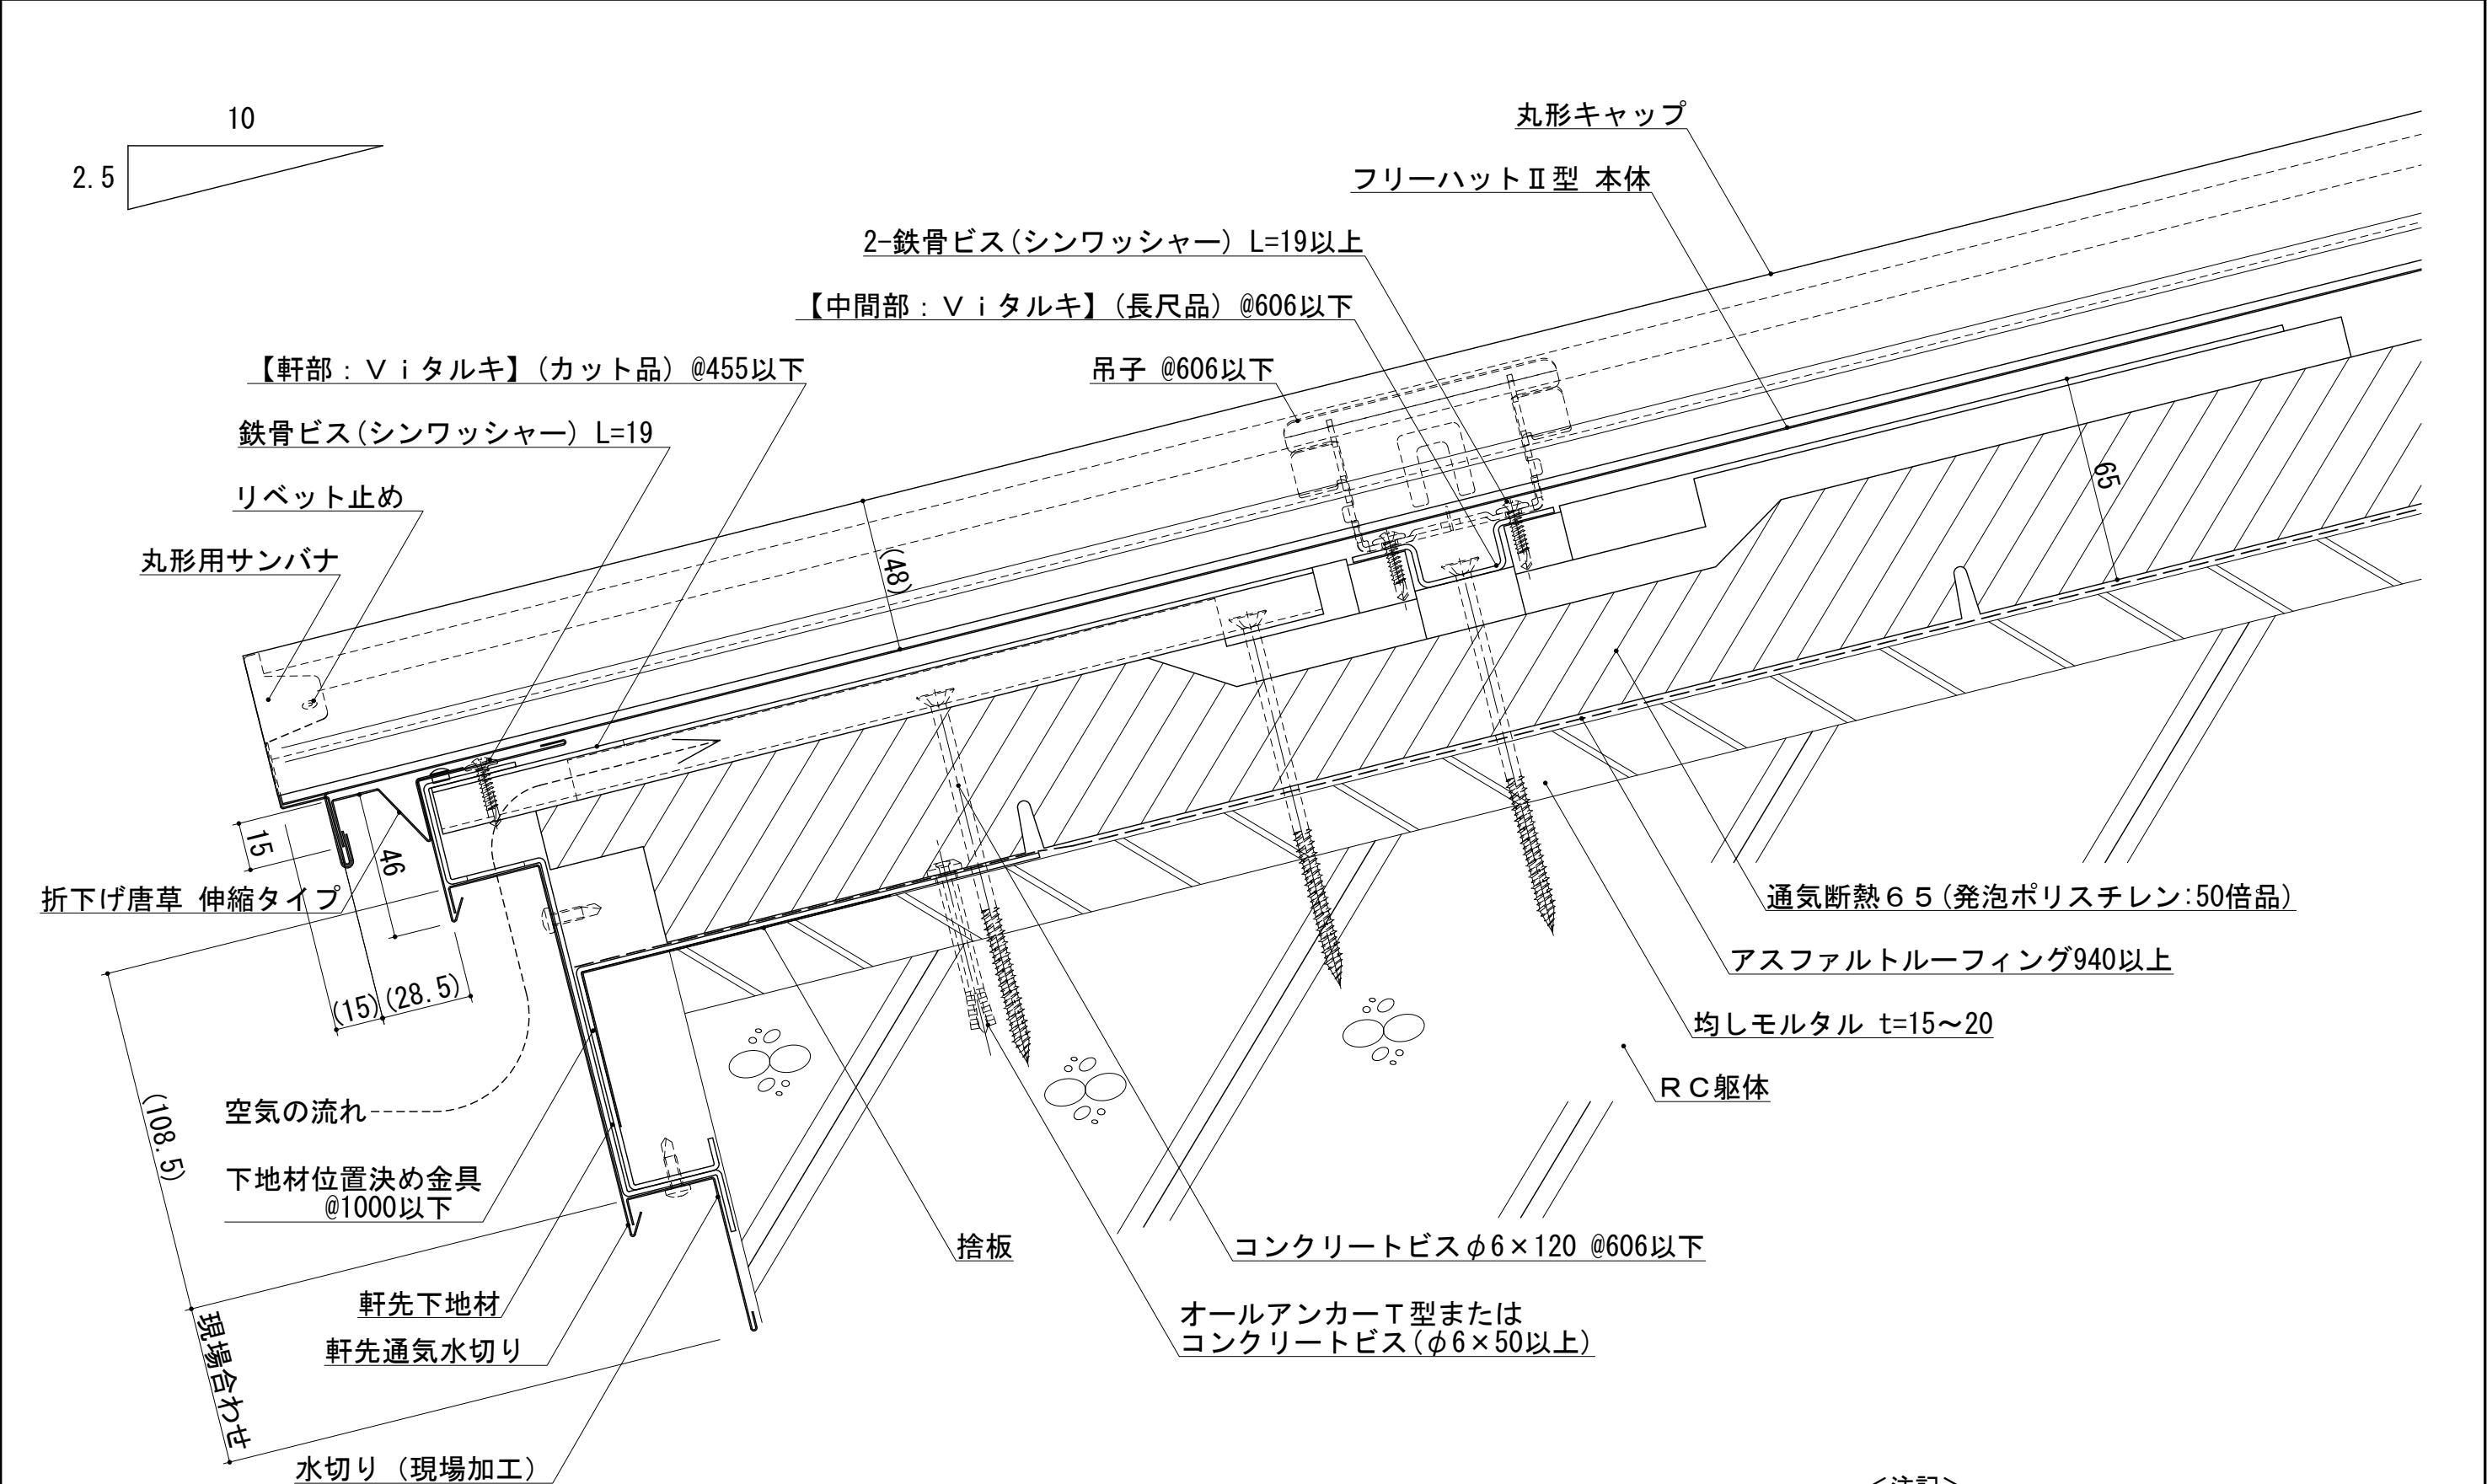 10
2.5
丸形キャップ
フリーハットⅡ型 本体
2-鉄骨ビス(シンワッシャー) L=19以上
【中間部：Ｖｉタルキ】(長尺品) @606以下
【軒部：Ｖｉタルキ】(カット品) @455以下
吊子 @606以下
鉄骨ビス(シンワッシャー) L=19
リベット止め
丸形用サンバナ
65
(48)
15
46
折下げ唐草 伸縮タイプ
(15)
(28.5)
通気断熱６５(発泡ポリスチレン:50倍品)
アスファルトルーフィング940以上
均しモルタル t=15～20
ＲＣ躯体
(108.5)
空気の流れ
下地材位置決め金具
@1000以下
捨板
コンクリートビスφ6×120 @606以下
軒先下地材
オールアンカーＴ型または
コンクリートビス(φ6×50以上)
軒先通気水切り
現場合わせ
水切り（現場加工）
＜注記＞